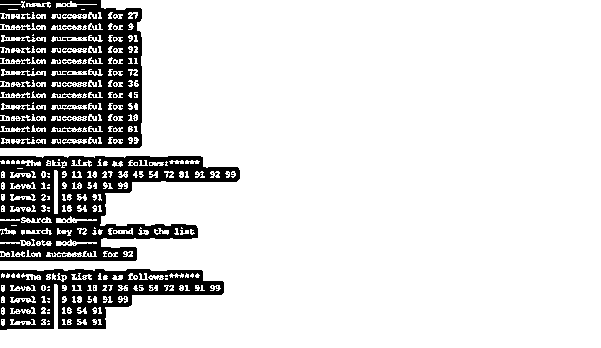 ----Insert mode----
Insertion successful for 27
Insertion successful for 9
Insertion successful for 91
Insertion successful for 92
Insertion successful for 11
Insertion successful for 72
Insertion successful for 36
Insertion successful for 45
Insertion successful for 54
Insertion successful for 18
Insertion successful for 81
Insertion successful for 99
*****The Skip List is as follows:******
@ Level 0: | 9 11 18 27 36 45 54 72 81 91 92 99
@ Level 1: | 9 18 54 91 99
@ Level 2: | 18 54 91
@ Level 3: | 18 54 91
----Search mode----
The search key 72 is found in the list
----Delete mode----
Deletion successful for 92
*****The Skip List is as follows:******
@ Level 0: | 9 11 18 27 36 45 54 72 81 91 99
@ Level 1: | 9 18 54 91 99
@ Level 2: | 18 54 91
@ Level 3: | 18 54 91